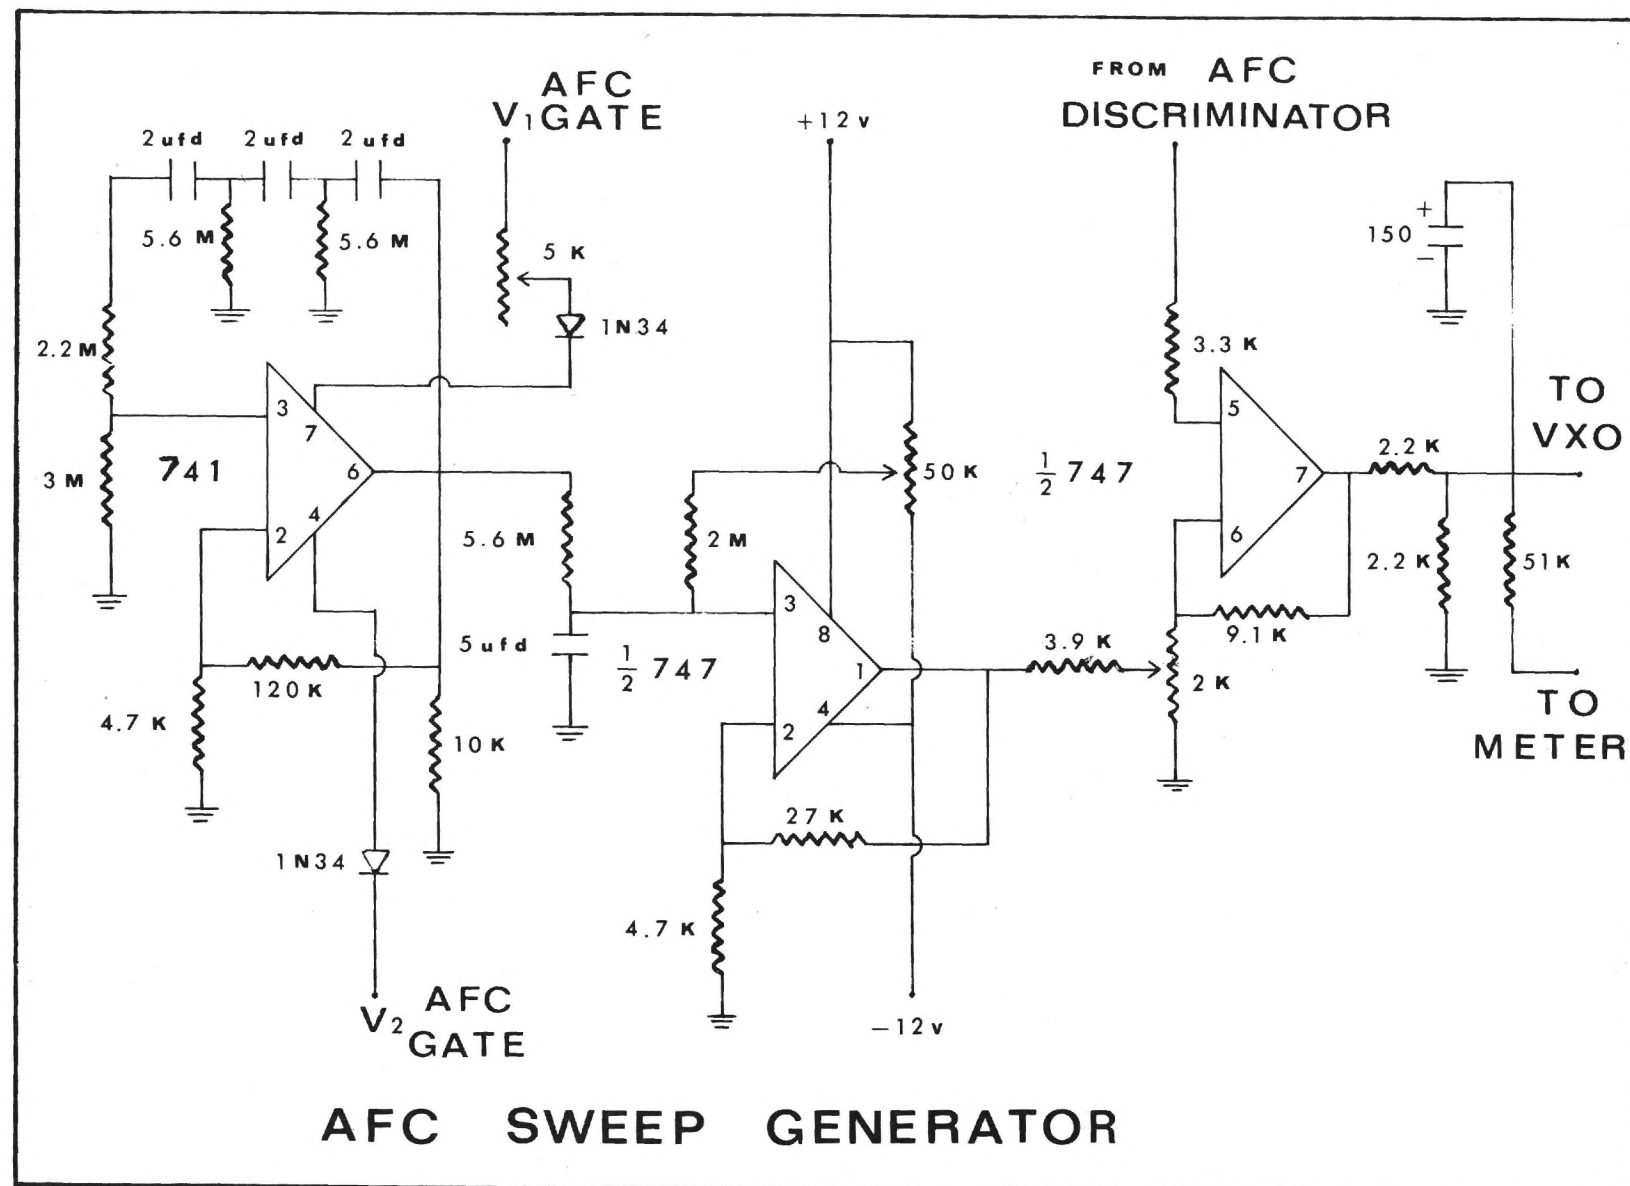 AFC
V1 GATE
FROM AFC
DISCRIMINATOR
+12 v
2 ufd 2 ufd 2 ufd
5.6 M 5.6 M
5 K
1N34
150
+
−
2.2 M
3.3 K
3
7
741
6
4
2
3 M
5
1/2 747
7
6
TO
VXO
2.2 K
50 K
5.6 M
2 M
2.2 K
51 K
9.1 K
3
8
5 ufd
1/2 747
1
4
2
3.9 K
2 K
120 K
4.7 K
10 K
TO
METER
27 K
1N34
4.7 K
V2 AFC
GATE
−12 v
AFC SWEEP GENERATOR